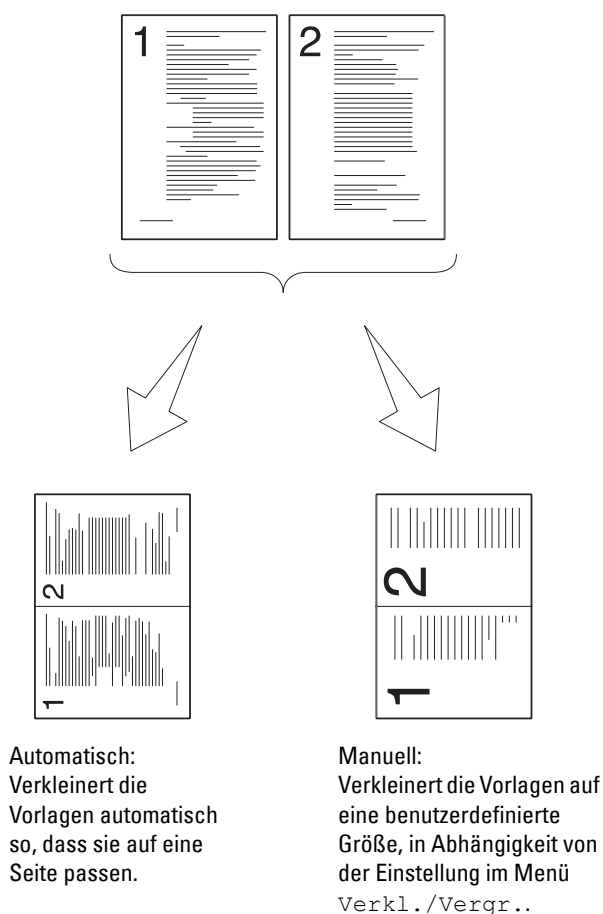 1 2
2 2
1 1
Automatisch: Manuell:
Verkleinert die Verkleinert die Vorlagen auf
Vorlagen automatisch eine benutzerdefinierte
so, dass sie auf eine Größe, in Abhängigkeit von
Seite passen. der Einstellung im Menü
Verkl./Vergr..